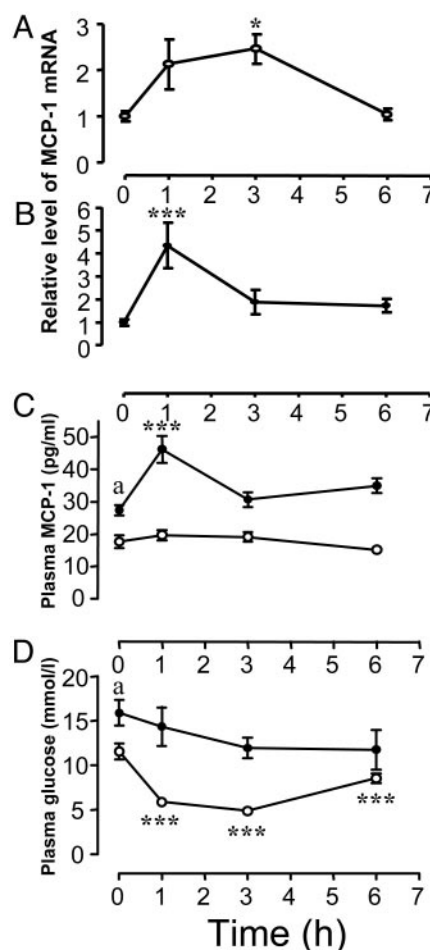 A
Relative level of MCP-1 mRNA
3
*
2
1
0
0 1 2 3 4 5 6 7
B
6
***
5
4
3
2
1
0
0 1 2 3 4 5 6 7
C
Plasma MCP-1 (pg/ml)
50
***
40
a
30
20
10
0
0 1 2 3 4 5 6 7
D
Plasma glucose (mmol/l)
20
a
15
10
5
*** *** ***
0
0 1 2 3 4 5 6 7
Time (h)